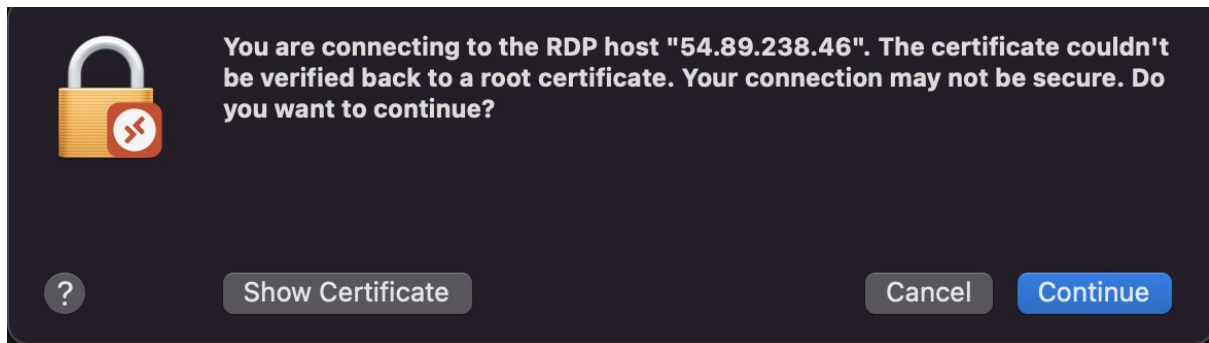 You are connecting to the RDP host "54.89.238.46". The certificate couldn't
be verified back to a root certificate. Your connection may not be secure. Do
you want to continue?
? Show Certificate Cancel Continue